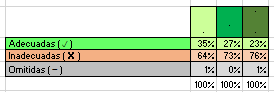 Adecuadas ( ✓ ) 35% 27% 23%
Inadecuadas ( ✗ ) 64% 73% 76%
Omitidas ( – ) 1% 0% 1%
100% 100% 100%